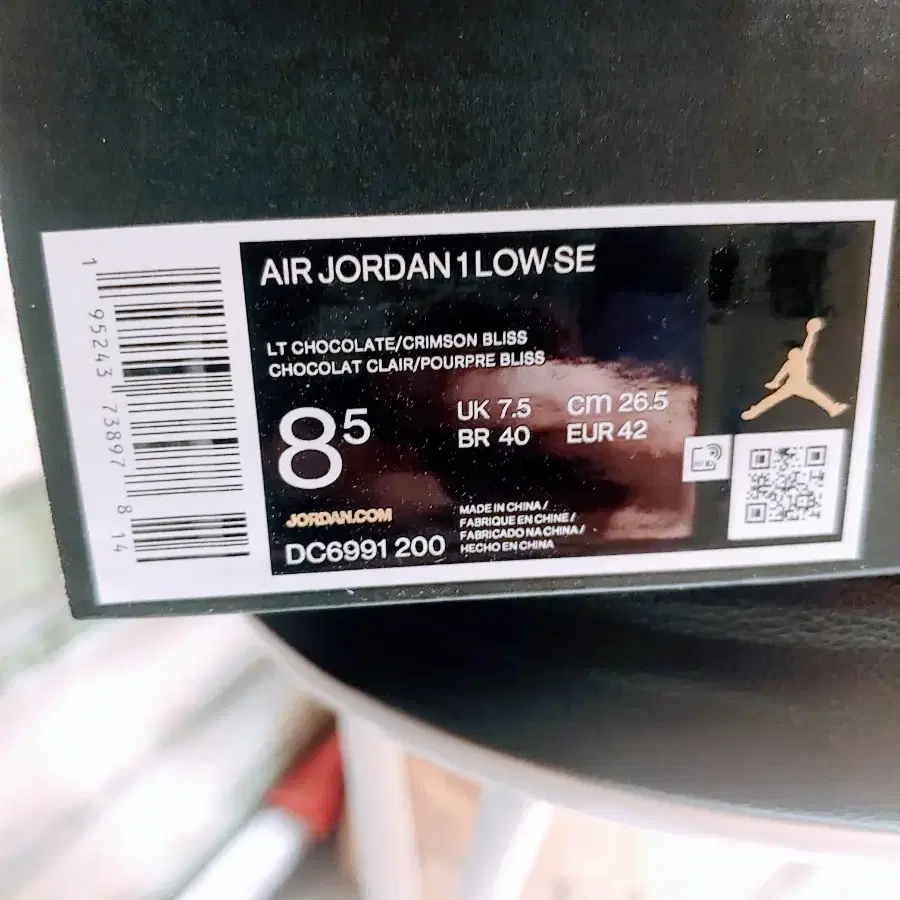 AIR JORDAN 1 LOW SE
LT CHOCOLATE/CRIMSON BLISS
CHOCOLAT CLAIR/POURPRE BLISS
8⁵
UK 7.5 cm 26.5
BR 40 EUR 42
JORDAN.COM
DC6991 200
MADE IN CHINA /
FABRIQUE EN CHINE /
FABRICADO NA CHINA /
HECHO EN CHINA
RFID
1 95243 73897 8 14